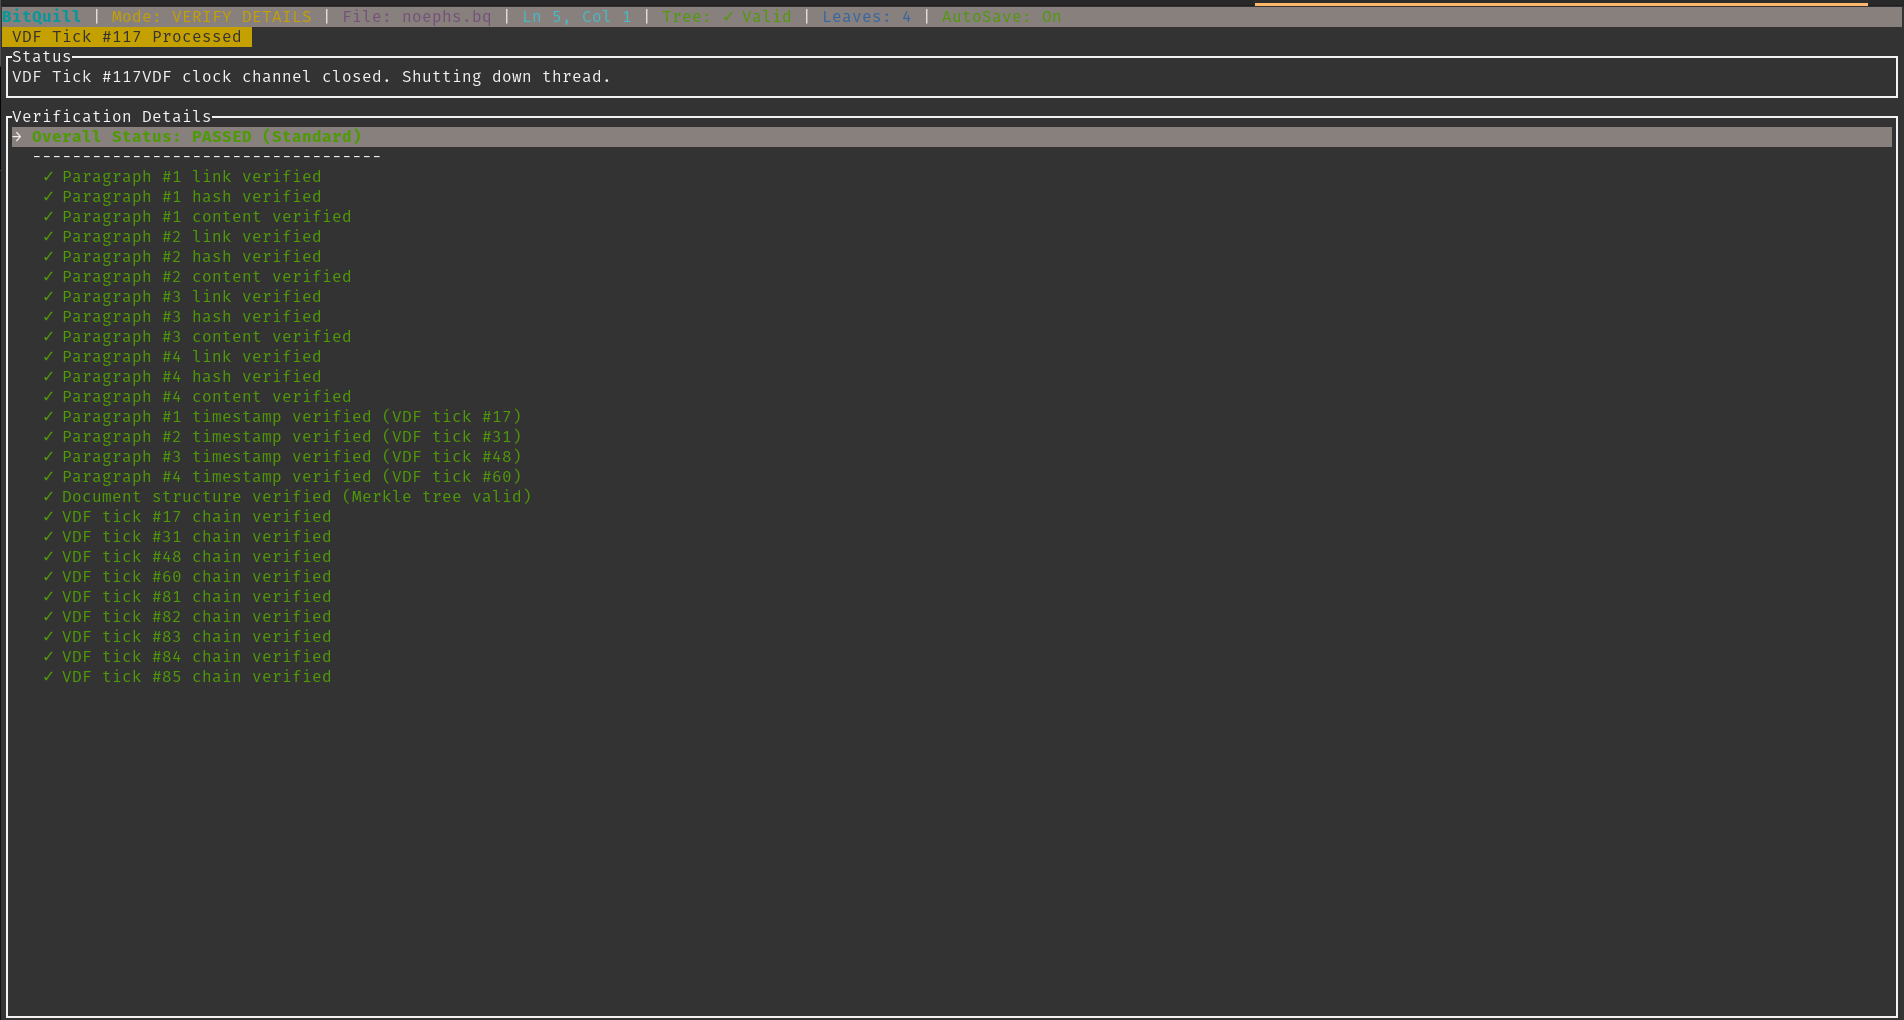 BitQuill | Mode: VERIFY DETAILS | File: noephs.bq | Ln 5, Col 1 | Tree: ✓ Valid | Leaves: 4 | AutoSave: On
VDF Tick #117 Processed
Status
VDF Tick #117VDF clock channel closed. Shutting down thread.
Verification Details
→ Overall Status: PASSED (Standard)
-----------------------------------
✓ Paragraph #1 link verified
✓ Paragraph #1 hash verified
✓ Paragraph #1 content verified
✓ Paragraph #2 link verified
✓ Paragraph #2 hash verified
✓ Paragraph #2 content verified
✓ Paragraph #3 link verified
✓ Paragraph #3 hash verified
✓ Paragraph #3 content verified
✓ Paragraph #4 link verified
✓ Paragraph #4 hash verified
✓ Paragraph #4 content verified
✓ Paragraph #1 timestamp verified (VDF tick #17)
✓ Paragraph #2 timestamp verified (VDF tick #31)
✓ Paragraph #3 timestamp verified (VDF tick #48)
✓ Paragraph #4 timestamp verified (VDF tick #60)
✓ Document structure verified (Merkle tree valid)
✓ VDF tick #17 chain verified
✓ VDF tick #31 chain verified
✓ VDF tick #48 chain verified
✓ VDF tick #60 chain verified
✓ VDF tick #81 chain verified
✓ VDF tick #82 chain verified
✓ VDF tick #83 chain verified
✓ VDF tick #84 chain verified
✓ VDF tick #85 chain verified